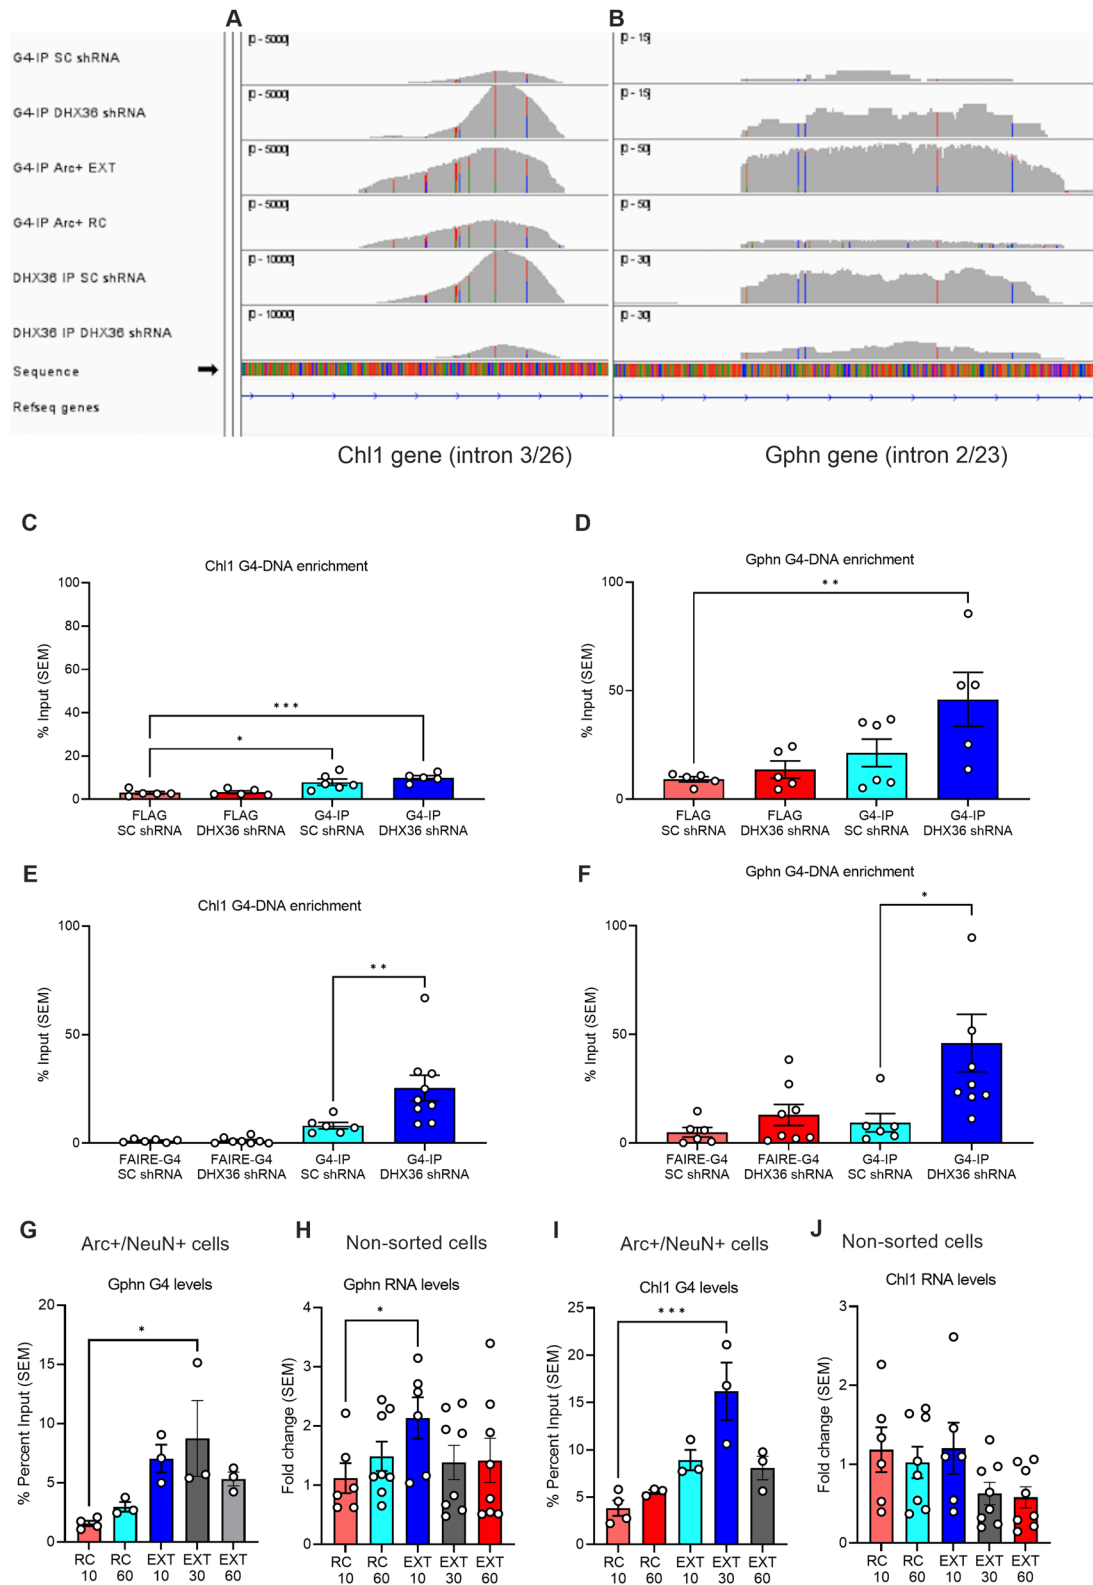 A
B
G4-IP SC shRNA
[0 - 5000]
[0 - 15]
G4-IP DHX36 shRNA
[0 - 5000]
[0 - 15]
G4-IP Arc+ EXT
[0 - 5000]
[0 - 50]
G4-IP Arc+ RC
[0 - 5000]
[0 - 50]
DHX36 IP SC shRNA
[0 - 10000]
[0 - 30]
DHX36 IP DHX36 shRNA
[0 - 10000]
[0 - 30]
Sequence
Refseq genes
Chl1 gene (intron 3/26)
Gphn gene (intron 2/23)
C
Chl1 G4-DNA enrichment
% Input (SEM)
100
80
60
40
20
0
***
*
FLAG
SC shRNA
FLAG
DHX36 shRNA
G4-IP
SC shRNA
G4-IP
DHX36 shRNA
D
Gphn G4-DNA enrichment
% Input (SEM)
100
50
0
**
FLAG
SC shRNA
FLAG
DHX36 shRNA
G4-IP
SC shRNA
G4-IP
DHX36 shRNA
E
Chl1 G4-DNA enrichment
% Input (SEM)
100
50
0
**
FAIRE-G4
SC shRNA
FAIRE-G4
DHX36 shRNA
G4-IP
SC shRNA
G4-IP
DHX36 shRNA
F
Gphn G4-DNA enrichment
% Input (SEM)
100
50
0
*
FAIRE-G4
SC shRNA
FAIRE-G4
DHX36 shRNA
G4-IP
SC shRNA
G4-IP
DHX36 shRNA
G
Arc+/NeuN+ cells
Gphn G4 levels
% Percent Input (SEM)
20
15
10
5
0
*
RC
10
RC
60
EXT
10
EXT
30
EXT
60
H
Non-sorted cells
Gphn RNA levels
Fold change (SEM)
4
3
2
1
0
*
RC
10
RC
60
EXT
10
EXT
30
EXT
60
I
Arc+/NeuN+ cells
Chl1 G4 levels
% Percent Input (SEM)
25
20
15
10
5
0
***
RC
10
RC
60
EXT
10
EXT
30
EXT
60
J
Non-sorted cells
Chl1 RNA levels
Fold change (SEM)
3
2
1
0
RC
10
RC
60
EXT
10
EXT
30
EXT
60